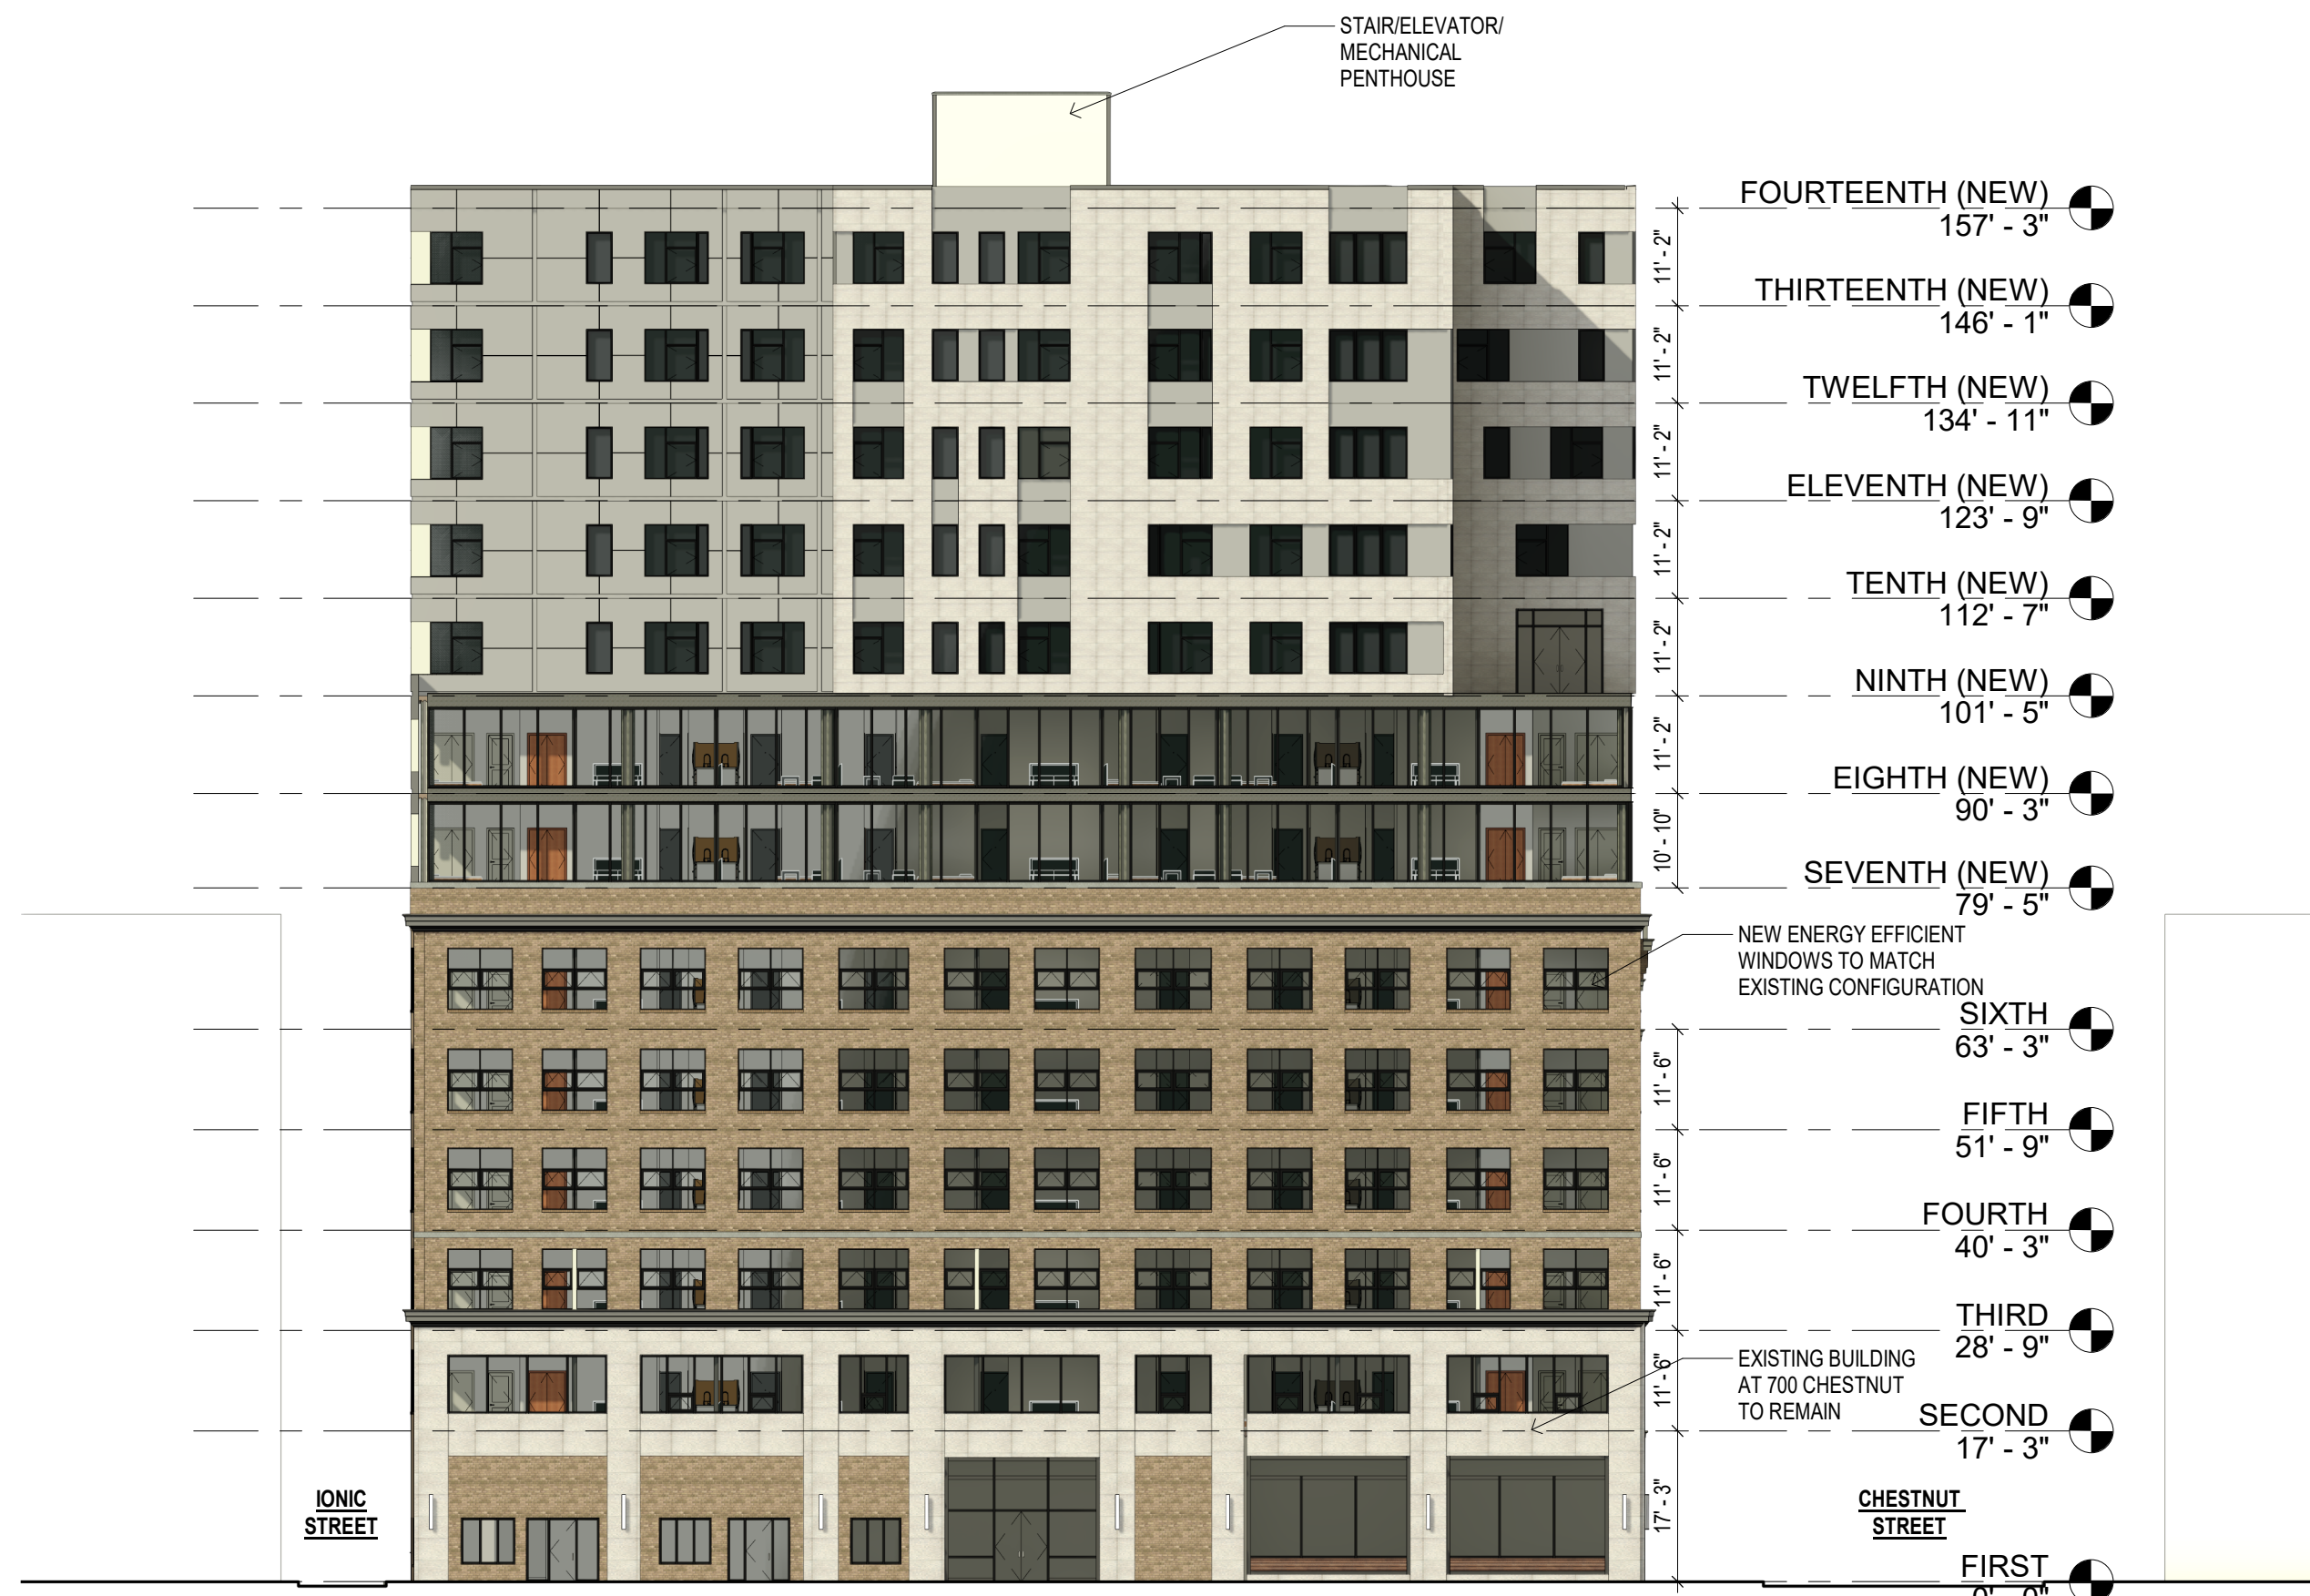 STAIR/ELEVATOR/
MECHANICAL
PENTHOUSE
FOURTEENTH (NEW)
157' - 3"
11' - 2"
THIRTEENTH (NEW)
146' - 1"
11' - 2"
TWELFTH (NEW)
134' - 11"
11' - 2"
ELEVENTH (NEW)
123' - 9"
11' - 2"
TENTH (NEW)
112' - 7"
11' - 2"
NINTH (NEW)
101' - 5"
11' - 2"
EIGHTH (NEW)
90' - 3"
10' - 10"
SEVENTH (NEW)
79' - 5"
NEW ENERGY EFFICIENT
WINDOWS TO MATCH
EXISTING CONFIGURATION
SIXTH
63' - 3"
11' - 6"
FIFTH
51' - 9"
11' - 6"
FOURTH
40' - 3"
11' - 6"
THIRD
28' - 9"
11' - 6"
EXISTING BUILDING
AT 700 CHESTNUT
TO REMAIN
SECOND
17' - 3"
17' - 3"
IONIC
STREET
CHESTNUT
STREET
FIRST
0' - 0"